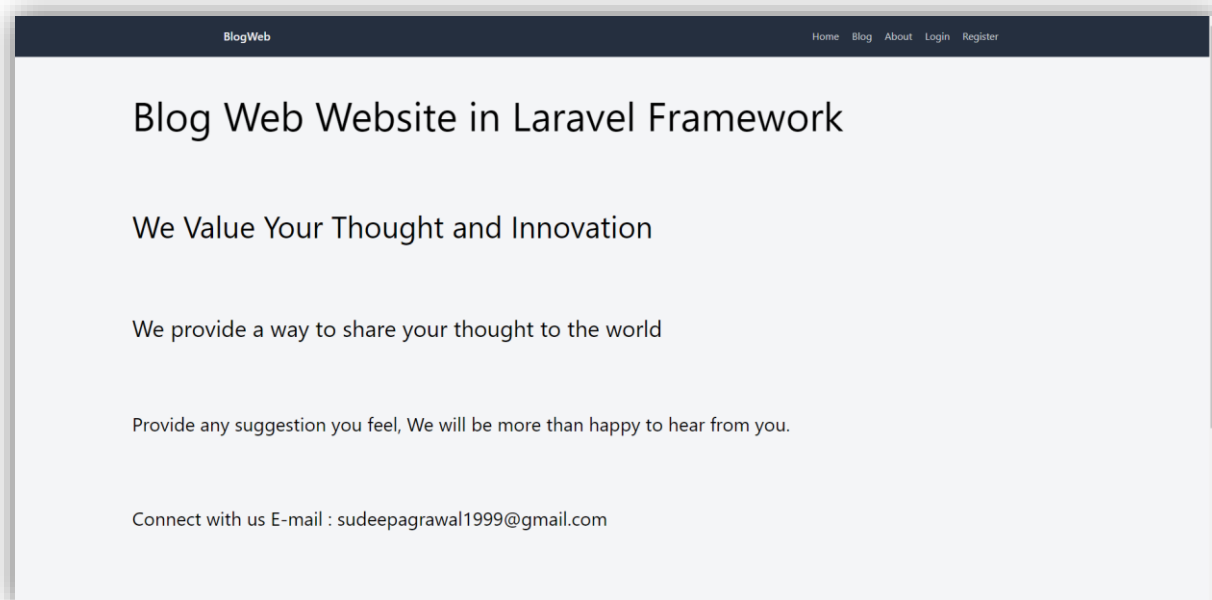 BlogWeb Home Blog About Login Register
Blog Web Website in Laravel Framework
We Value Your Thought and Innovation
We provide a way to share your thought to the world
Provide any suggestion you feel, We will be more than happy to hear from you.
Connect with us E-mail : sudeepagrawal1999@gmail.com